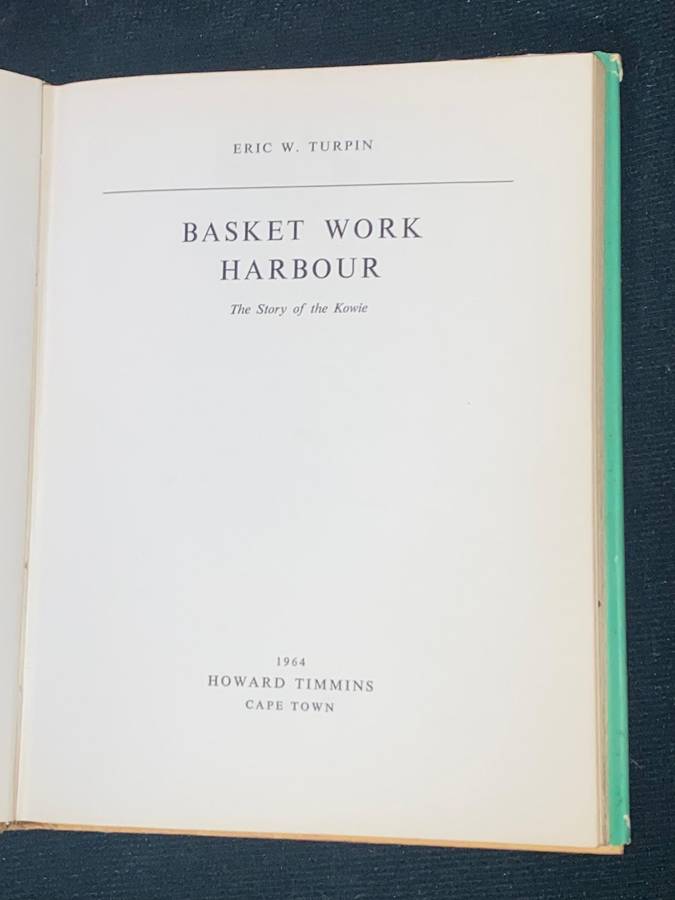 ERIC W. TURPIN
BASKET WORK
HARBOUR
The Story of the Kowie
1964
HOWARD TIMMINS
CAPE TOWN